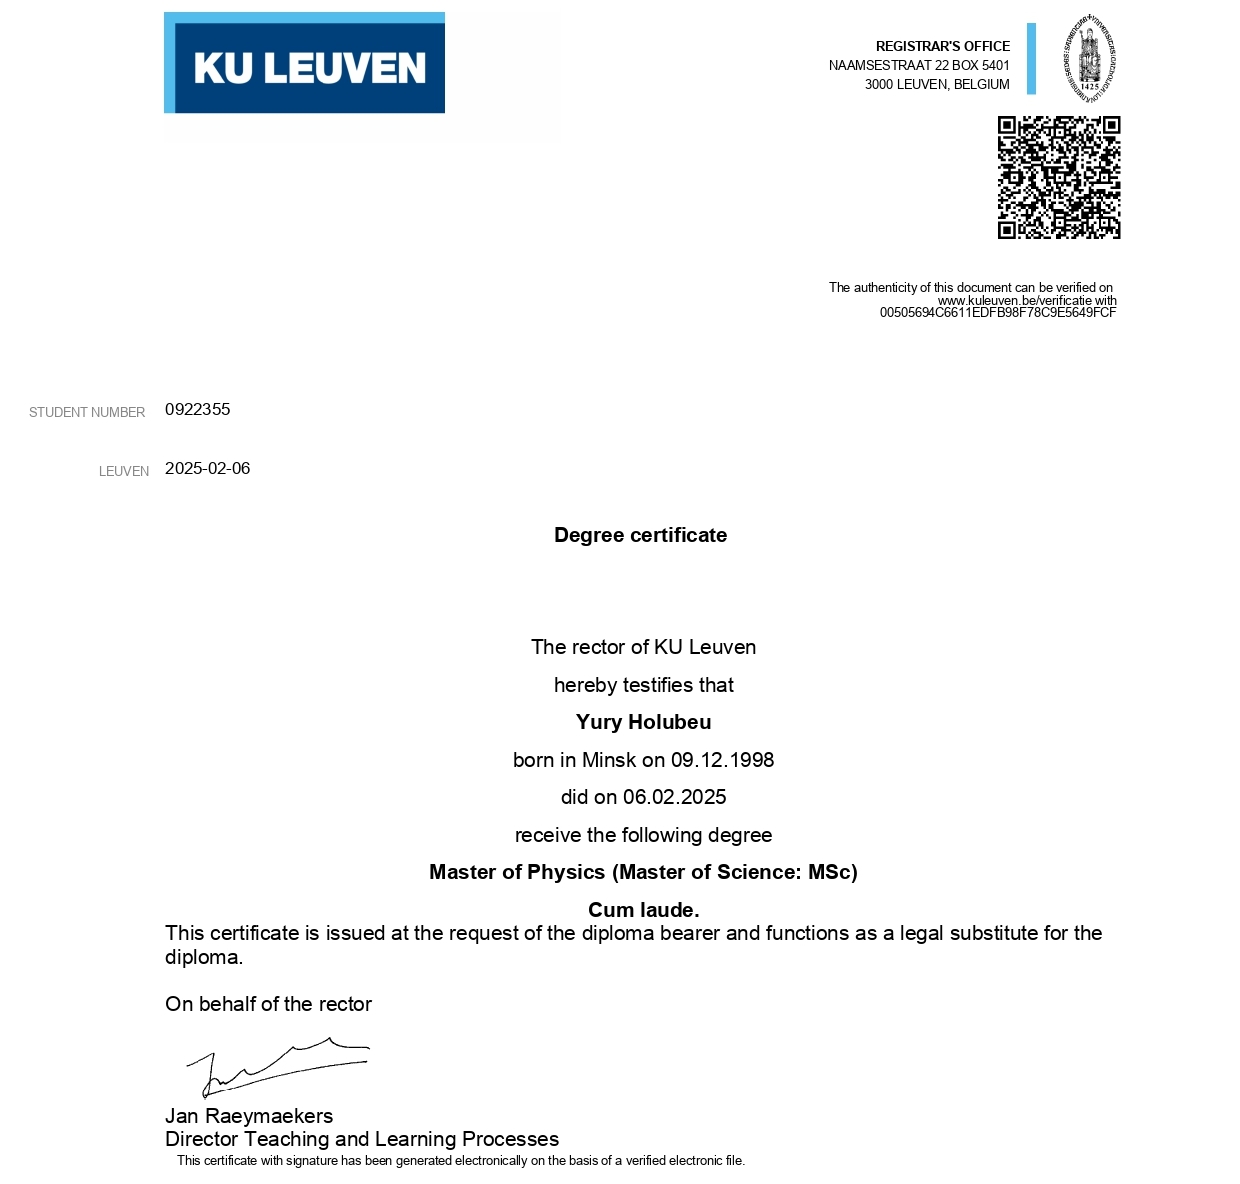 KU LEUVEN
REGISTRAR'S OFFICE
NAAMSESTRAAT 22 BOX 5401
3000 LEUVEN, BELGIUM
1425
The authenticity of this document can be verified on
www.kuleuven.be/verificatie with
00505694C6611EDFB98F78C9E5649FCF
STUDENT NUMBER 0922355
LEUVEN 2025-02-06
Degree certificate
The rector of KU Leuven
hereby testifies that
Yury Holubeu
born in Minsk on 09.12.1998
did on 06.02.2025
receive the following degree
Master of Physics (Master of Science: MSc)
Cum laude.
This certificate is issued at the request of the diploma bearer and functions as a legal substitute for the
diploma.
On behalf of the rector
Jan Raeymaekers
Director Teaching and Learning Processes
This certificate with signature has been generated electronically on the basis of a verified electronic file.